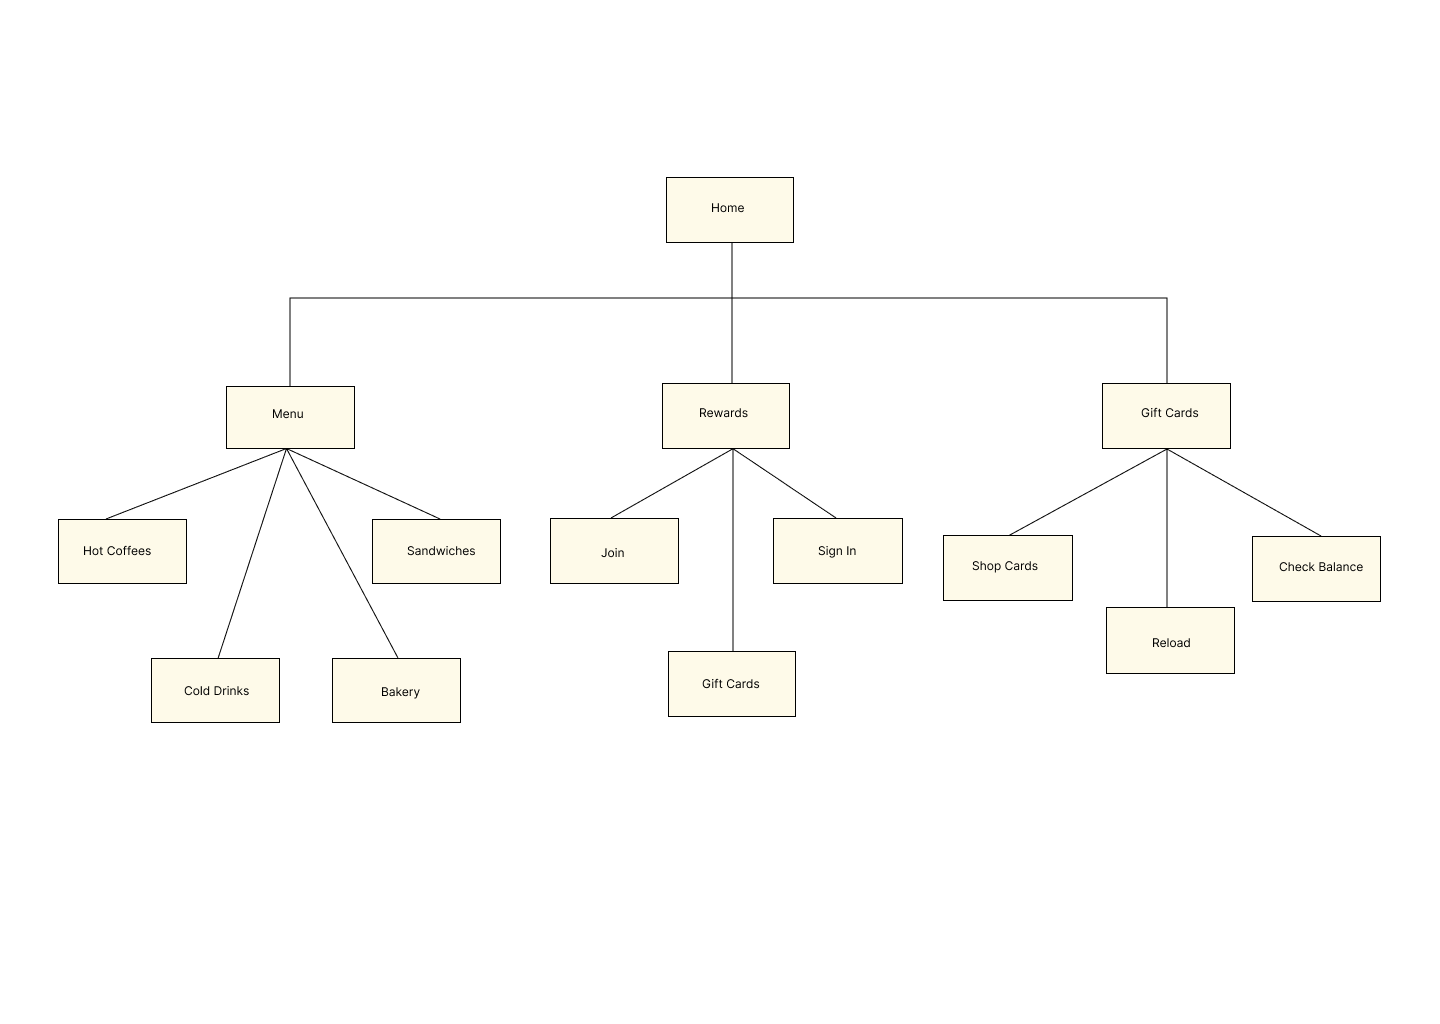 Home
Menu
Rewards
Gift Cards
Hot Coffees
Sandwiches
Join
Sign In
Shop Cards
Check Balance
Reload
Cold Drinks
Bakery
Gift Cards